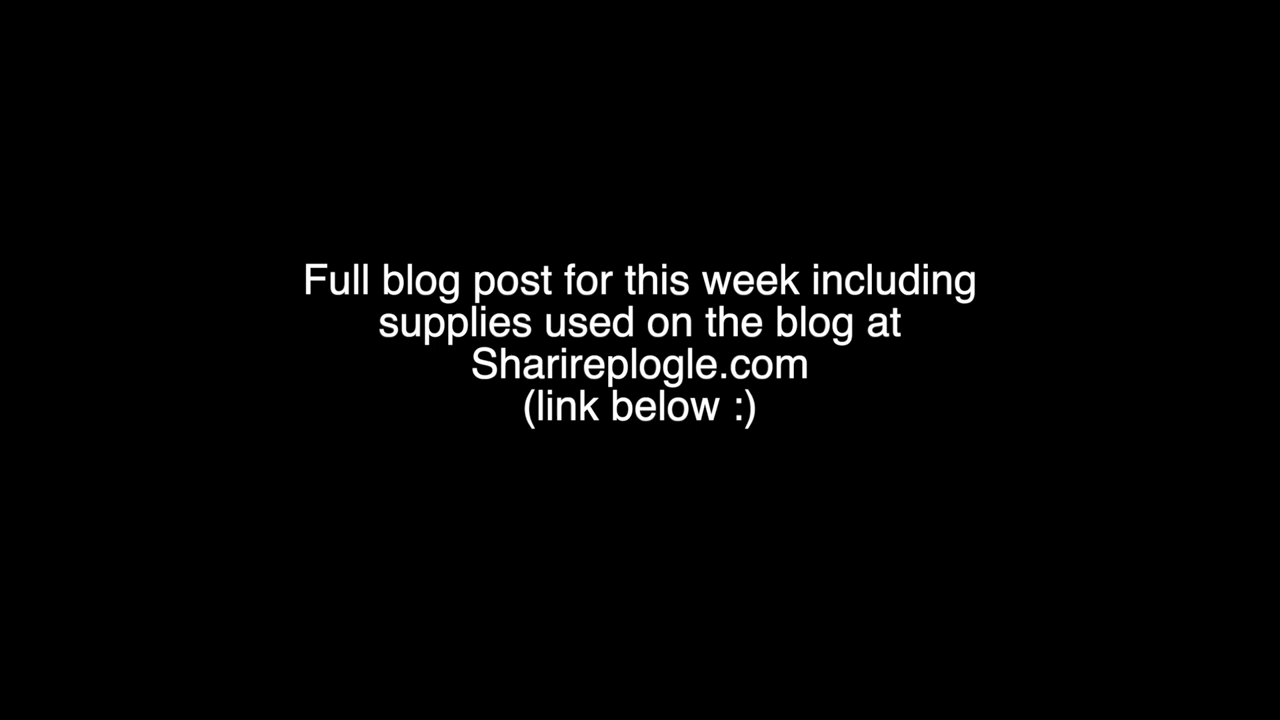 Full blog post for this week including
supplies used on the blog at
Sharireplogle.com
(link below :)